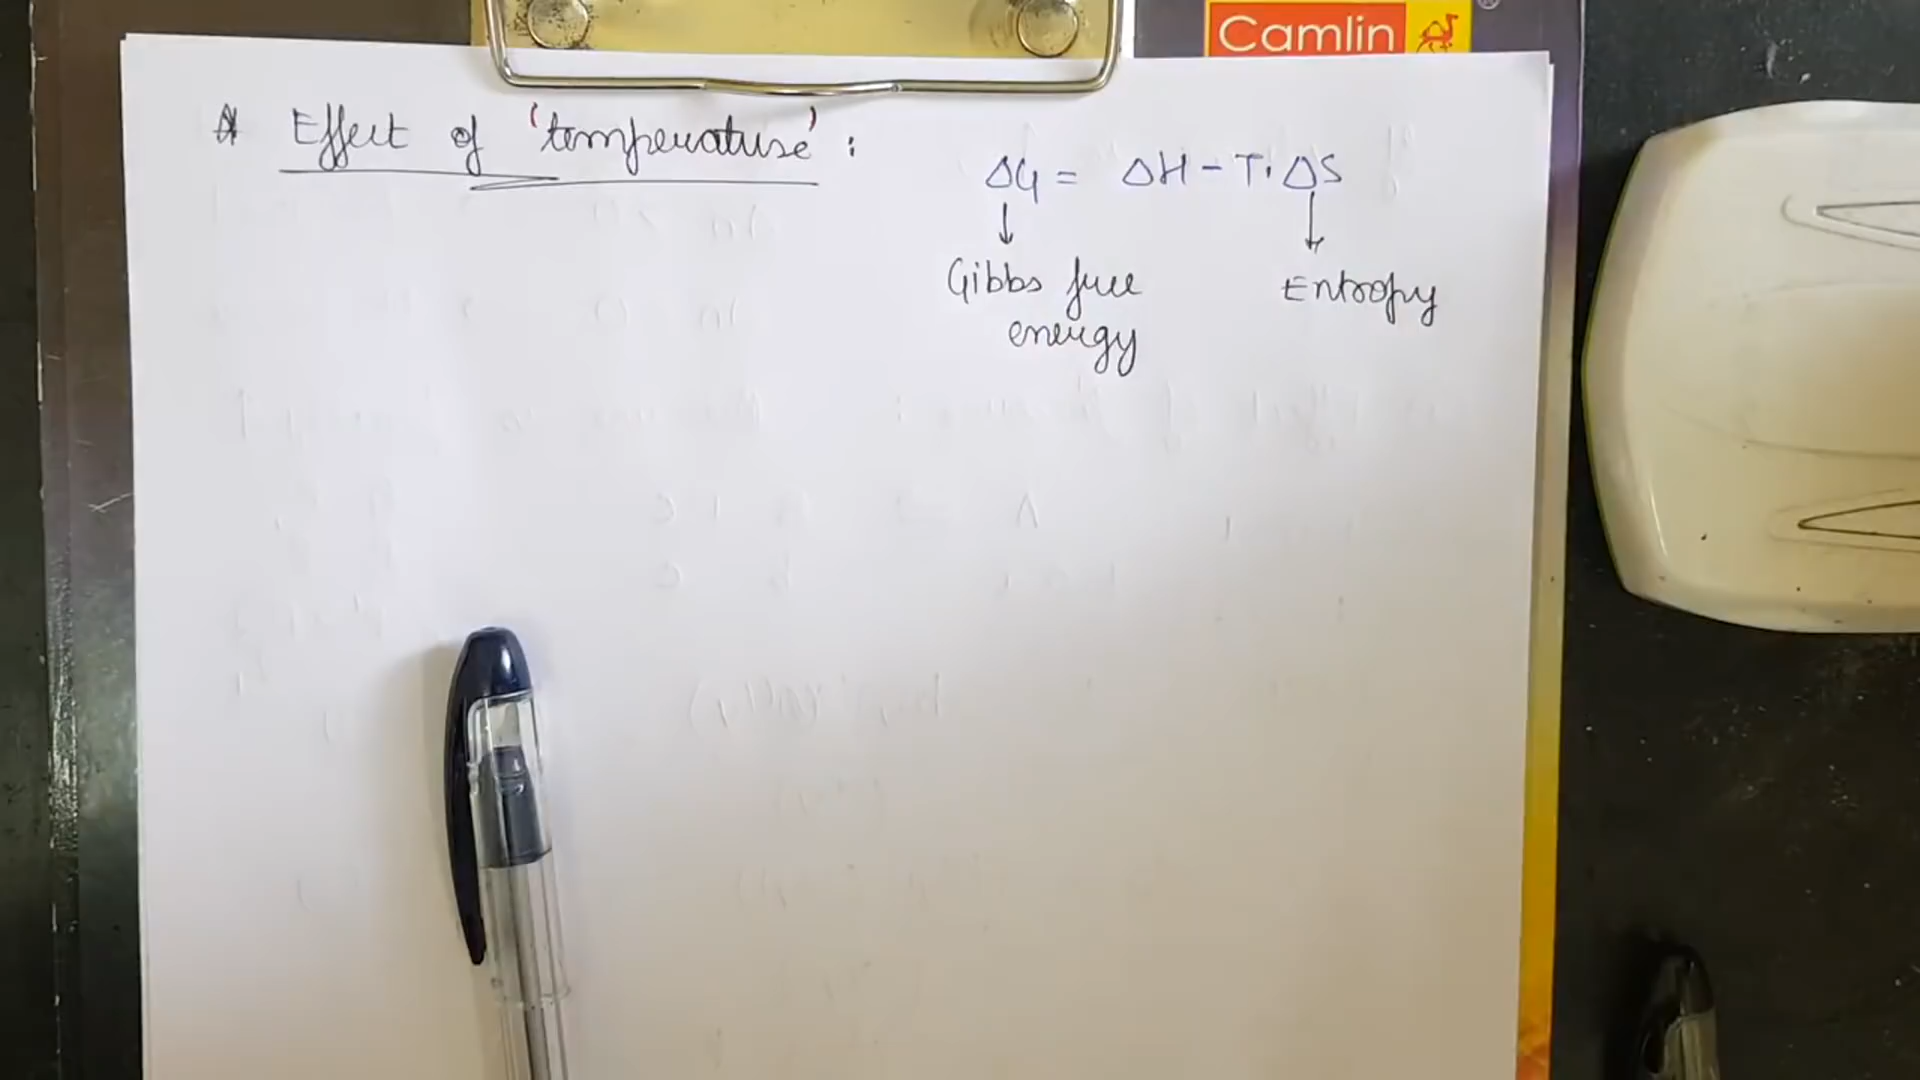 Camlin ®
* Effect of 'temperature' :
ΔG = ΔH - T. ΔS
↓ ↓
Gibbs free Entropy
energy